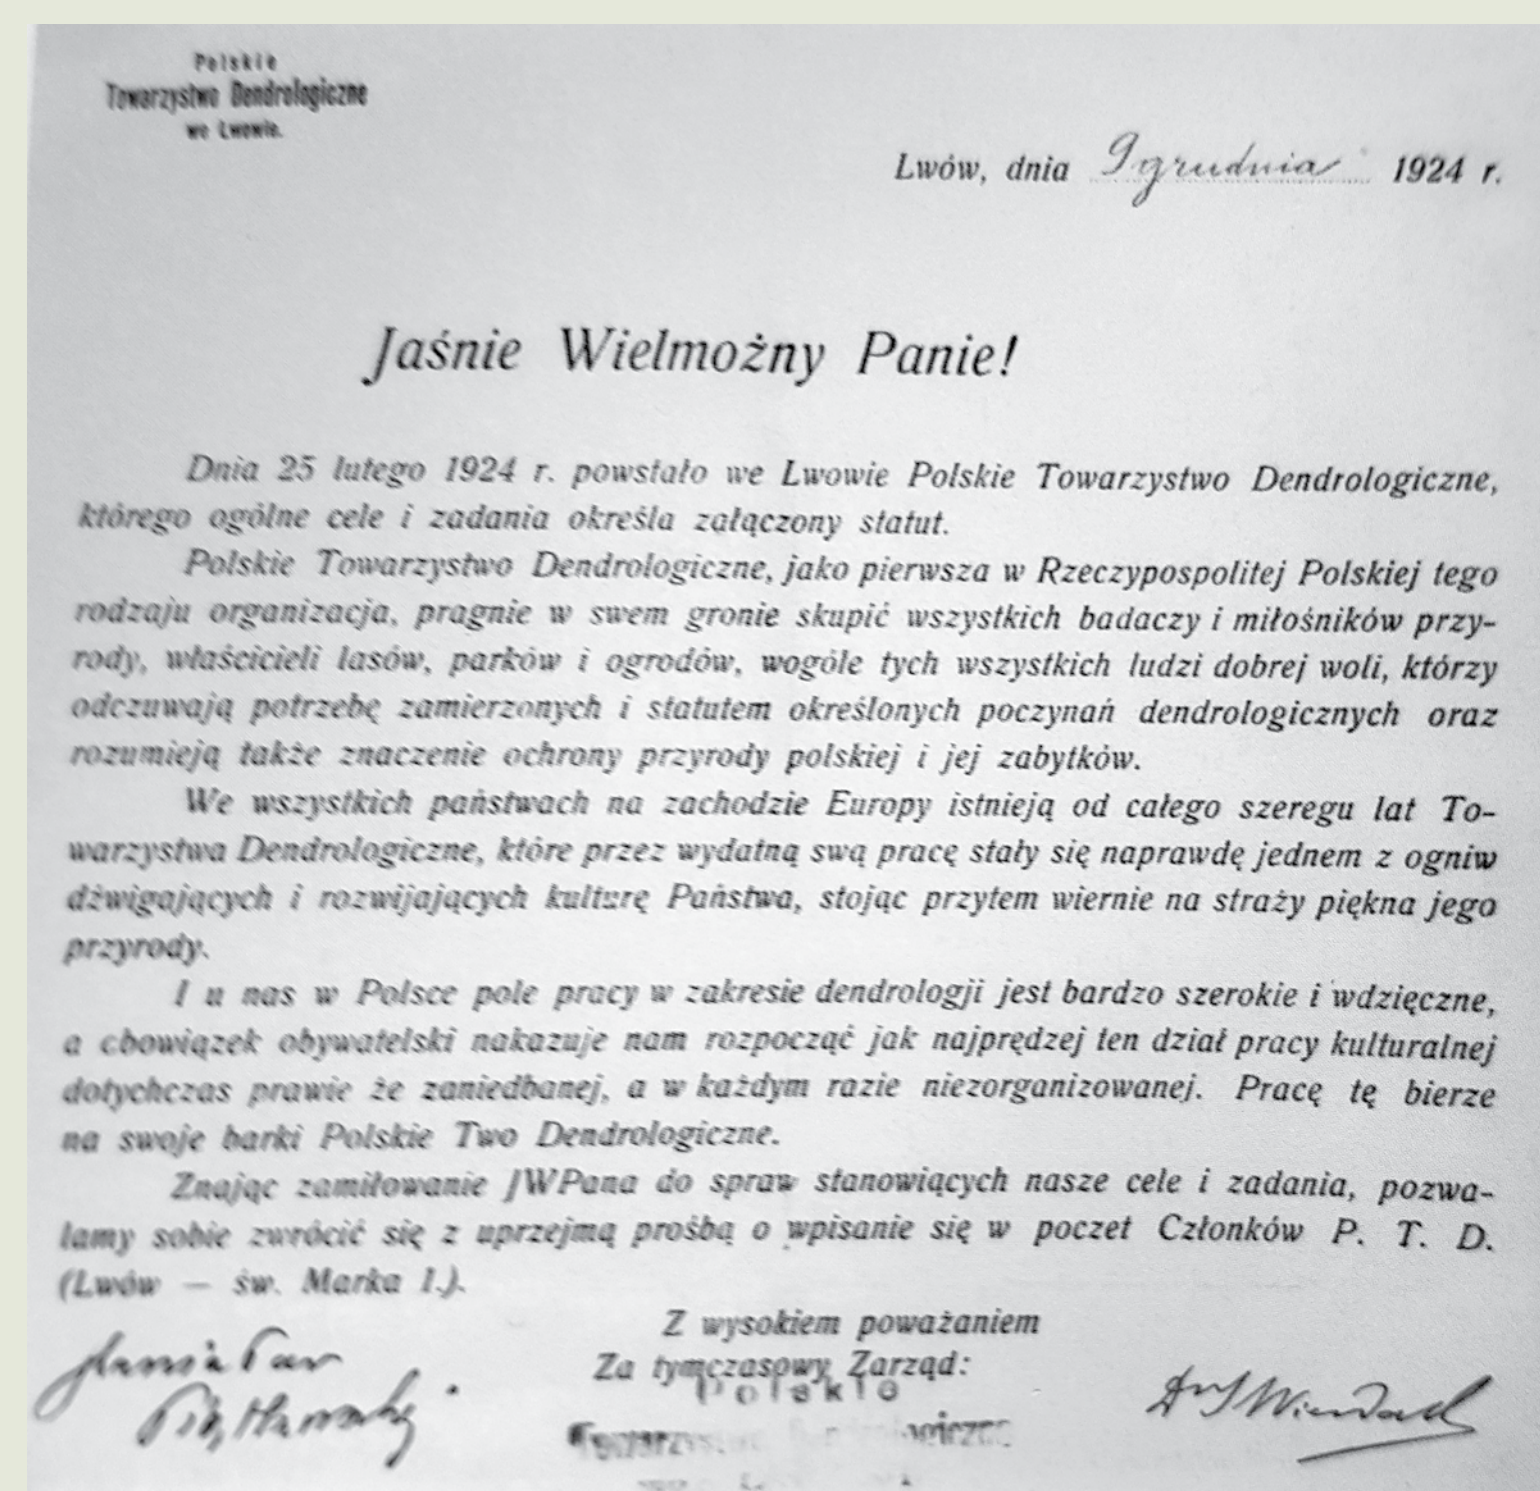 Polskie
Towarzystwo Dendrologiczne
we Lwowie.
Lwów, dnia 9 grudnia 1924 r.
Jaśnie Wielmożny Panie!
Dnia 25 lutego 1924 r. powstało we Lwowie Polskie Towarzystwo Dendrologiczne,
którego ogólne cele i zadania określa załączony statut.
Polskie Towarzystwo Dendrologiczne, jako pierwsza w Rzeczypospolitej Polskiej tego
rodzaju organizacja, pragnie w swem gronie skupić wszystkich badaczy i miłośników przy-
rody, właścicieli lasów, parków i ogrodów, wogóle tych wszystkich ludzi dobrej woli, którzy
odczuwają potrzebę zamierzonych i statutem określonych poczynań dendrologicznych oraz
rozumieją także znaczenie ochrony przyrody polskiej i jej zabytków.
We wszystkich państwach na zachodzie Europy istnieją od całego szeregu lat To-
warzystwa Dendrologiczne, które przez wydatną swą pracę stały się naprawdę jednem z ogniw
dźwigających i rozwijających kulturę Państwa, stojąc przytem wiernie na straży piękna jego
przyrody.
I u nas w Polsce pole pracy w zakresie dendrologji jest bardzo szerokie i wdzięczne,
a obowiązek obywatelski nakazuje nam rozpocząć jak najprędzej ten dział pracy kulturalnej
dotychczas prawie że zaniedbanej, a w każdym razie niezorganizowanej. Pracę tę bierze
na swoje barki Polskie Two Dendrologiczne.
Znając zamiłowanie JWPana do spraw stanowiących nasze cele i zadania, pozwa-
lamy sobie zwrócić się z uprzejmą prośbą o wpisanie się w poczet Członków P. T. D.
(Lwów — św. Marka 1.).
Z wysokiem poważaniem
Za tymczasowy Zarząd:
Polskie
Towarzystwo Dendrologiczne